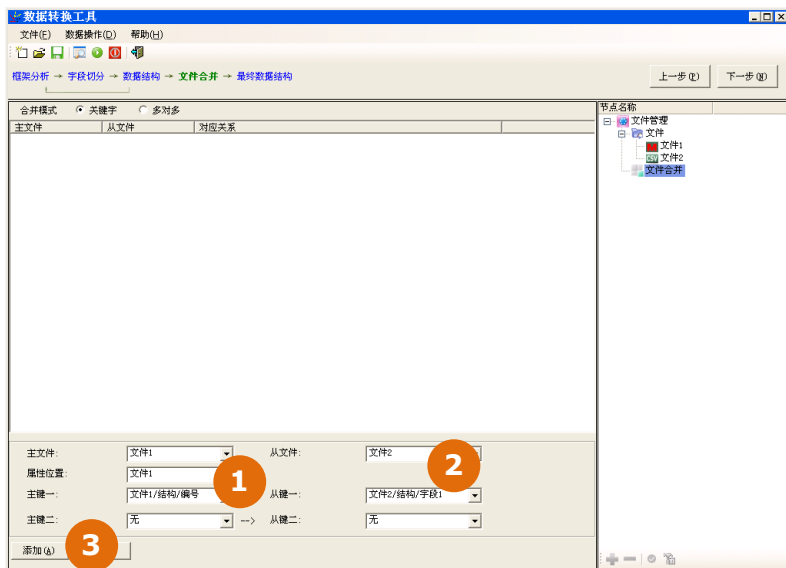 数据转换工具
文件(F) 数据操作(D) 帮助(H)
框架分析 → 字段切分 → 数据结构 → 文件合并 → 最终数据结构
上一步(P) 下一步(N)
合并模式 关键字 多对多
主文件 从文件 对应关系
节点名称
文件管理
文件
文件1
CSV 文件2
文件合并
主文件: 文件1 从文件: 文件2
属性位置: 文件1
1
2
主键一: 文件1/结构/编号 从键一: 文件2/结构/字段1
主键二: 无 --> 从键二: 无
添加(A)
3